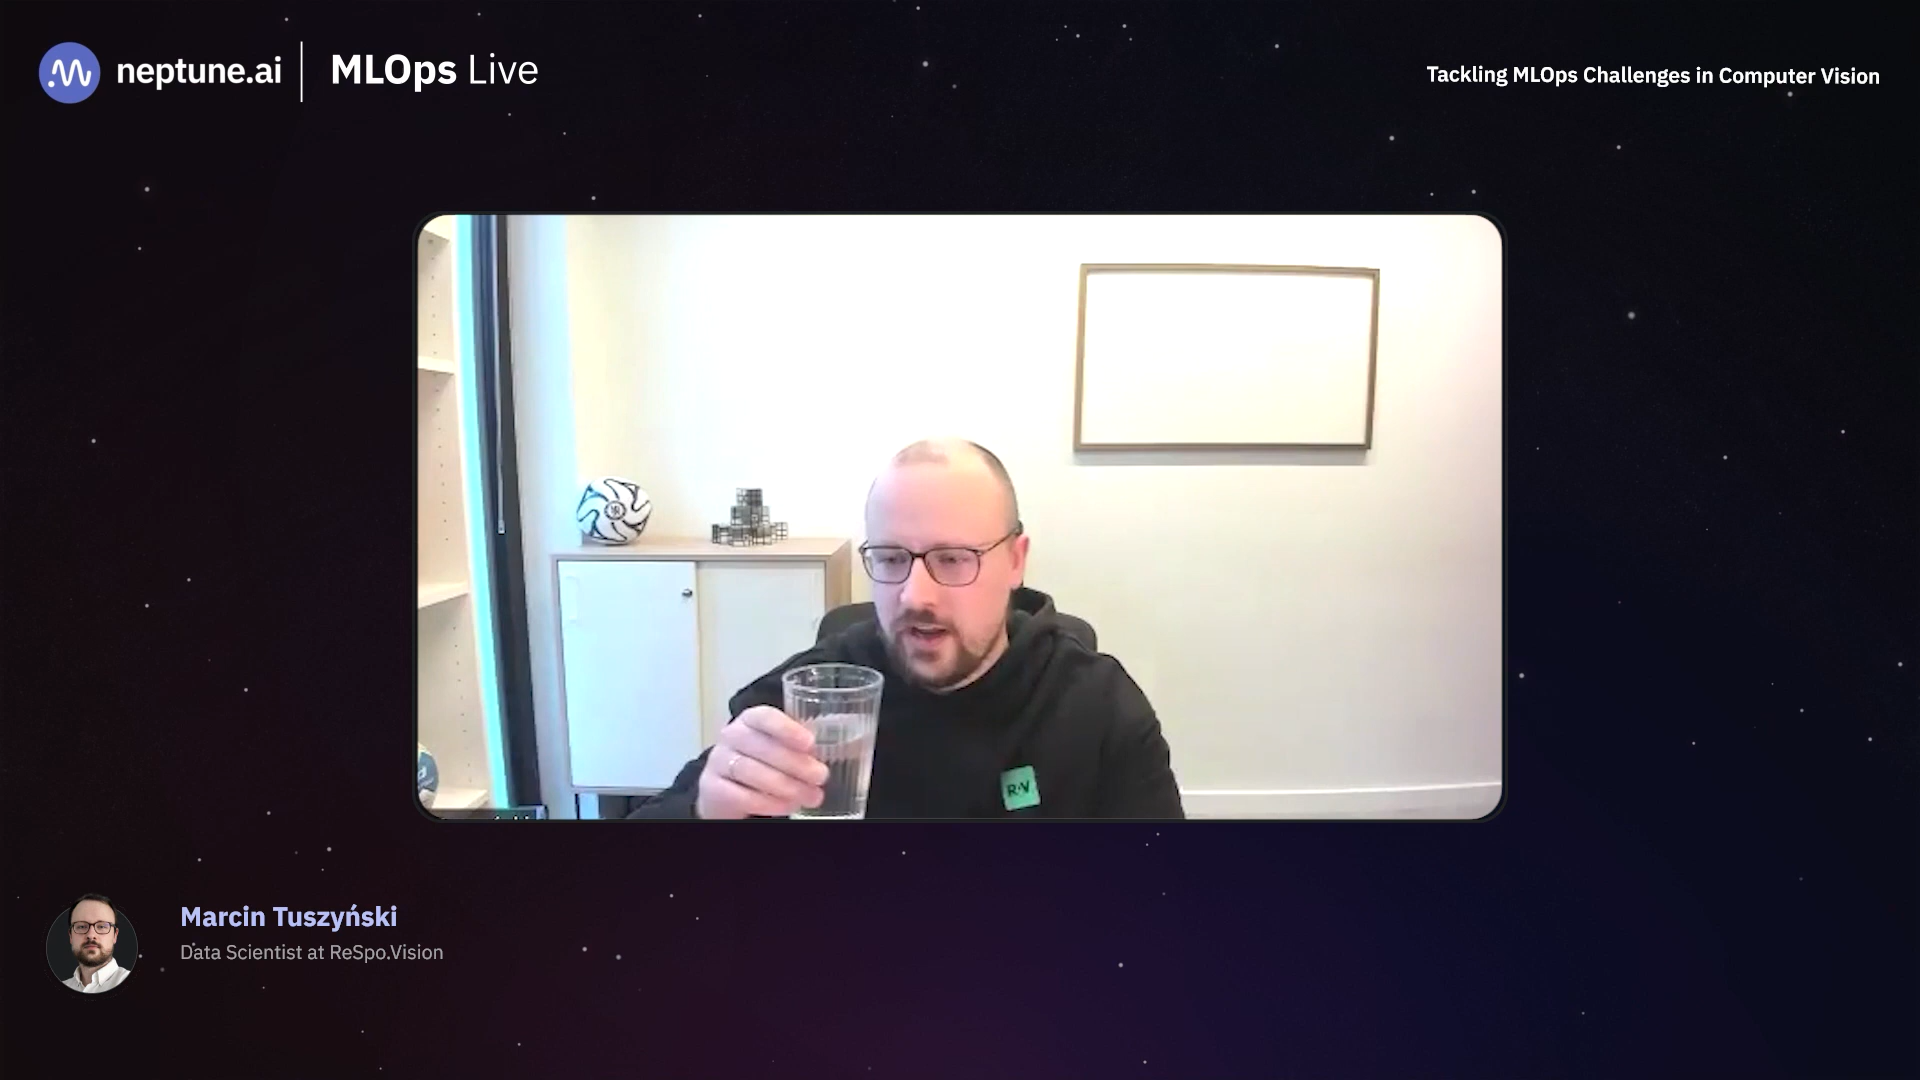 neptune.ai
MLOps Live
Tackling MLOps Challenges in Computer Vision
R·V
Marcin Tuszyński
Data Scientist at ReSpo.Vision